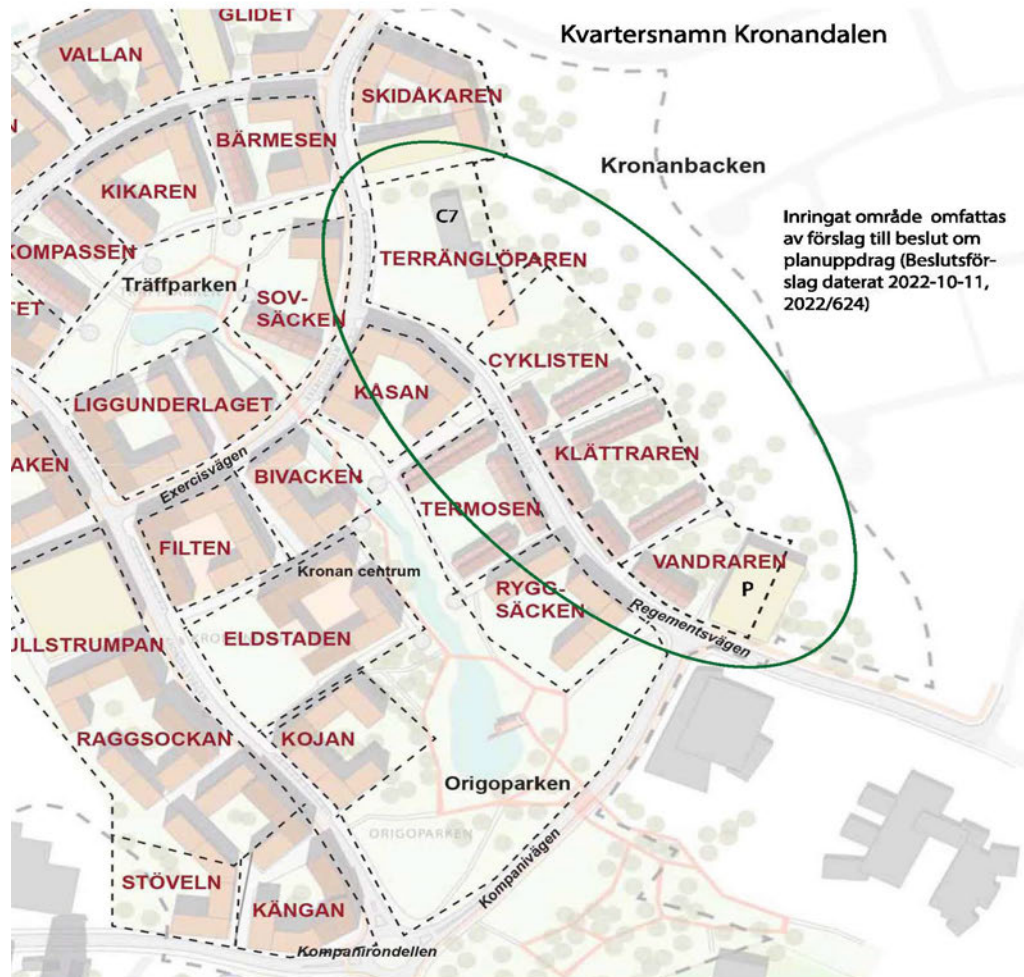 GLIDET
Kvartersnamn Kronandalen
VALLAN
SKIDÅKAREN
BÄRMESEN
Kronanbacken
KIKAREN
C7
Inringat område omfattas
av förslag till beslut om
planuppdrag (Beslutsför-
slag daterat 2022-10-11,
2022/624)
KOMPASSEN
TERRÄNGLÖPAREN
Träffparken
SOV-
SÄCKEN
TET
CYKLISTEN
KÅSAN
LIGGUNDERLAGET
KLÄTTRAREN
AKEN
Exercisvägen
BIVACKEN
TERMOSEN
FILTEN
VANDRAREN
Kronan centrum
RYGG-
SÄCKEN
P
Regementsvägen
ULLSTRUMPAN
ELDSTADEN
RAGGSOCKAN
KOJAN
Origoparken
ORIGOPARKEN
Kompanivägen
STÖVELN
KÄNGAN
Kompanirondellen